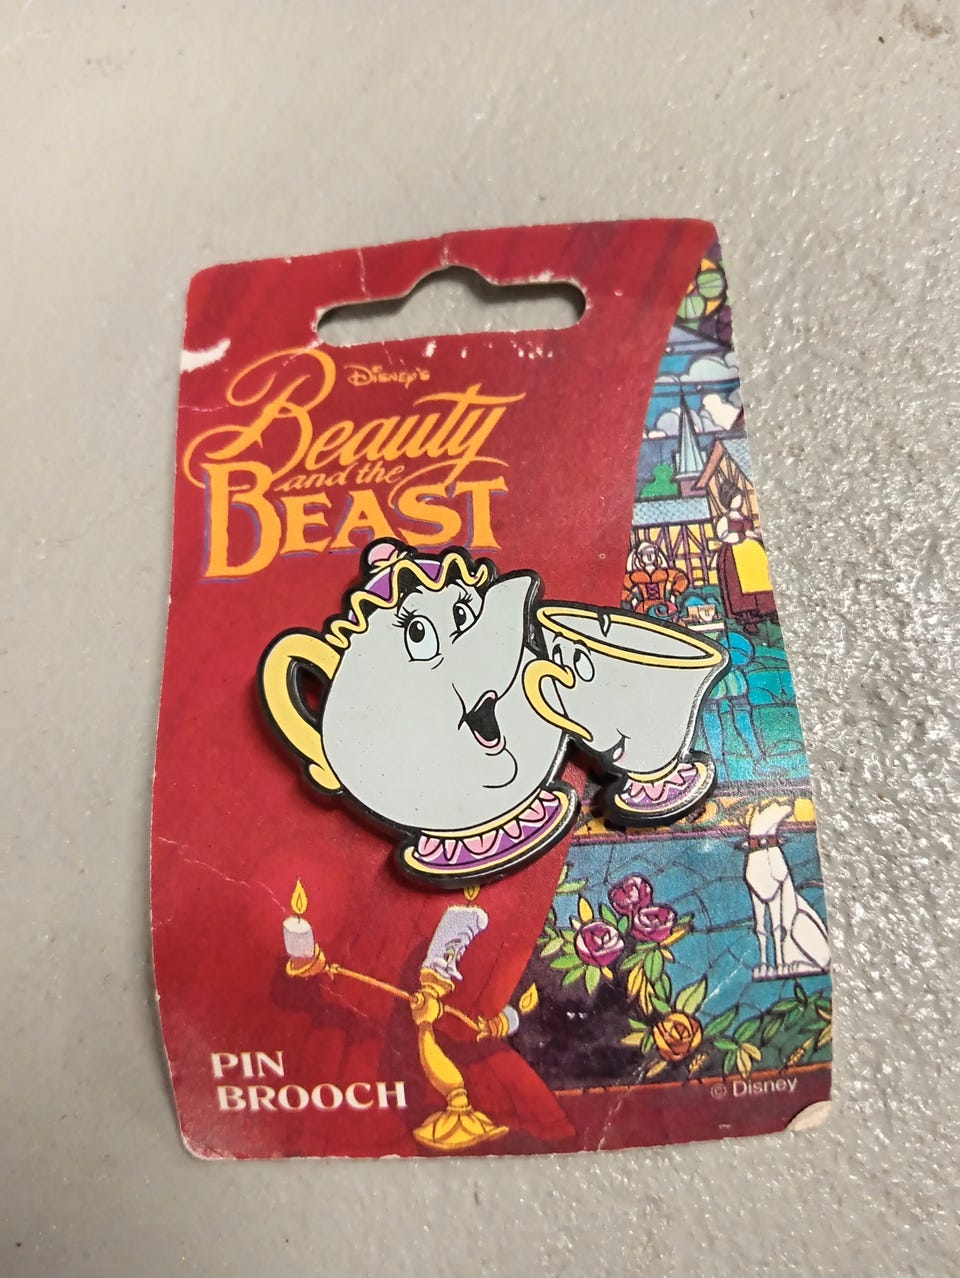 Disney's
Beauty
and the
BEAST
PIN
BROOCH
© Disney